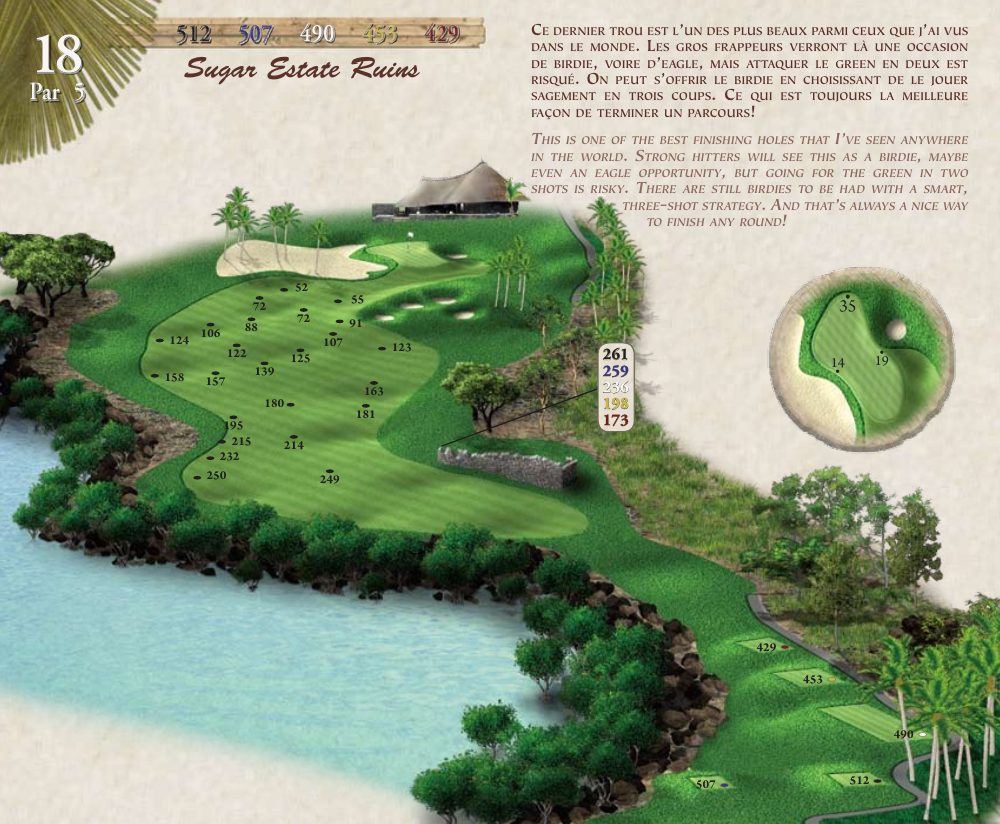 18
Par 5
512 507 490 453 429
Sugar Estate Ruins
Ce dernier trou est l'un des plus beaux parmi ceux que j'ai vus
dans le monde. Les gros frappeurs verront là une occasion
de birdie, voire d'eagle, mais attaquer le green en deux est
risqué. On peut s'offrir le birdie en choisissant de le jouer
sagement en trois coups. Ce qui est toujours la meilleure
façon de terminer un parcours!
This is one of the best finishing holes that I've seen anywhere
in the world. Strong hitters will see this as a birdie, maybe
even an eagle opportunity, but going for the green in two
shots is risky. There are still birdies to be had with a smart,
three-shot strategy. And that's always a nice way
to finish any round!
52
72
55
72
88
91
106
107
124
122
125
123
139
158
157
163
180
181
195
215
214
232
250
249
261
259
236
198
173
35
14
19
429
453
490
507
512